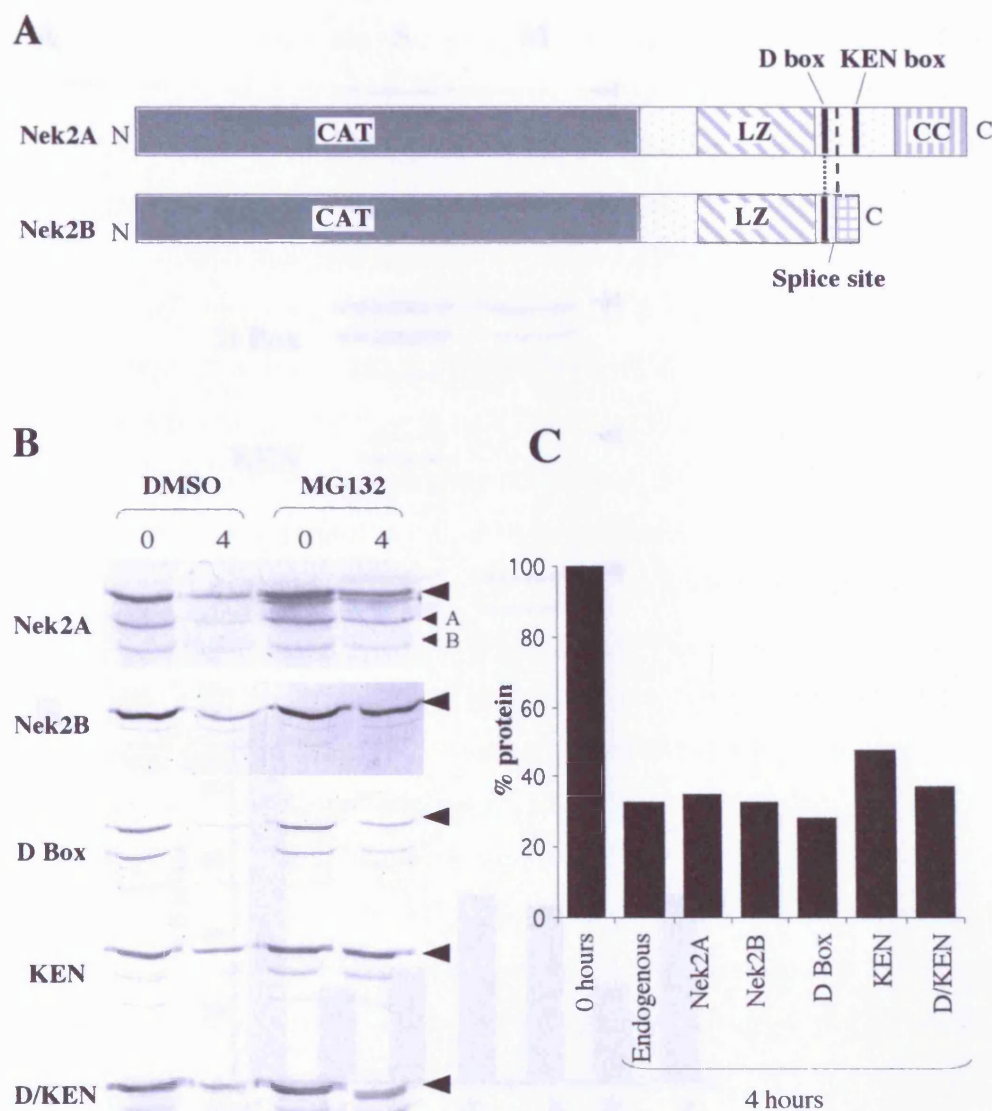 A
D box KEN box
Nek2A N CAT LZ CC C
Nek2B N CAT LZ C
Splice site
B
DMSO MG132
0 4 0 4
Nek2A
A
B
Nek2B
D Box
KEN
D/KEN
C
% protein
100
80
60
40
20
0
0 hours
Endogenous
Nek2A
Nek2B
D Box
KEN
D/KEN
4 hours